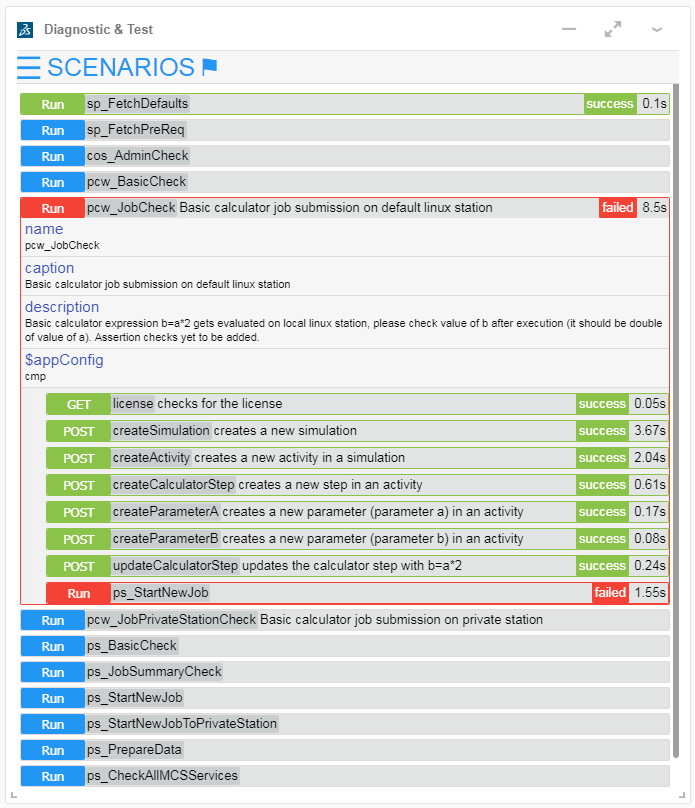 Diagnostic & Test
SCENARIOS
Run sp_FetchDefaults success 0.1s
Run sp_FetchPreReq
Run cos_AdminCheck
Run pcw_BasicCheck
Run pcw_JobCheck Basic calculator job submission on default linux station failed 8.5s
name
pcw_JobCheck
caption
Basic calculator job submission on default linux station
description
Basic calculator expression b=a*2 gets evaluated on local linux station, please check value of b after execution (it should be double
of value of a). Assertion checks yet to be added.
$appConfig
cmp
GET license checks for the license success 0.05s
POST createSimulation creates a new simulation success 3.67s
POST createActivity creates a new activity in a simulation success 2.04s
POST createCalculatorStep creates a new step in an activity success 0.61s
POST createParameterA creates a new parameter (parameter a) in an activity success 0.17s
POST createParameterB creates a new parameter (parameter b) in an activity success 0.08s
POST updateCalculatorStep updates the calculator step with b=a*2 success 0.24s
Run ps_StartNewJob failed 1.55s
Run pcw_JobPrivateStationCheck Basic calculator job submission on private station
Run ps_BasicCheck
Run ps_JobSummaryCheck
Run ps_StartNewJob
Run ps_StartNewJobToPrivateStation
Run ps_PrepareData
Run ps_CheckAllMCSServices